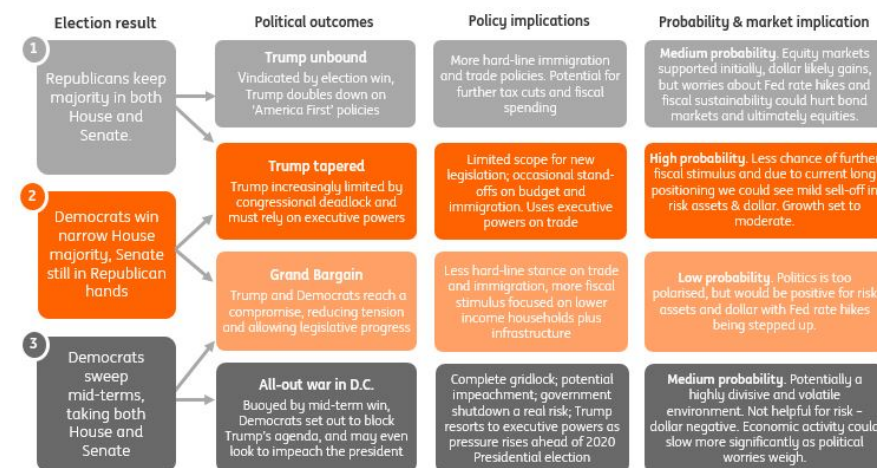 Election result
Political outcomes
Policy implications
Probability & market implication
1
Republicans keep
majority in both
House and
Senate.
Trump unbound
Vindicated by election win,
Trump doubles down on
'America First' policies
More hard-line immigration
and trade policies. Potential for
further tax cuts and fiscal
spending
Medium probability. Equity markets
supported initially, dollar likely gains,
but worries about Fed rate hikes and
fiscal sustainability could hurt bond
markets and ultimately equities.
2
Democrats win
narrow House
majority, Senate
still in Republican
hands
Trump tapered
Trump increasingly limited by
congressional deadlock and
must rely on executive powers
Limited scope for new
legislation; occasional stand-
offs on budget and
immigration. Uses executive
powers on trade
High probability. Less chance of further
fiscal stimulus and due to current long
positioning we could see mild sell-off in
risk assets & dollar. Growth set to
moderate.
Grand Bargain
Trump and Democrats reach a
compromise, reducing tension
and allowing legislative progress
Less hard-line stance on trade
and immigration, more fiscal
stimulus focused on lower
income households plus
infrastructure
Low probability. Politics is too
polarised, but would be positive for risk
assets and dollar with Fed rate hikes
being stepped up.
3
Democrats
sweep
mid-terms,
taking both
House and
Senate
All-out war in D.C.
Buoyed by mid-term win,
Democrats set out to block
Trump's agenda, and may even
look to impeach the president
Complete gridlock; potential
impeachment; government
shutdown a real risk; Trump
resorts to executive powers as
pressure rises ahead of 2020
Presidential election
Medium probability. Potentially a
highly divisive and volatile
environment. Not helpful for risk –
dollar negative. Economic activity could
slow more significantly as political
worries weigh.